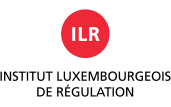 ILR
INSTITUT LUXEMBOURGEOIS
DE RÉGULATION